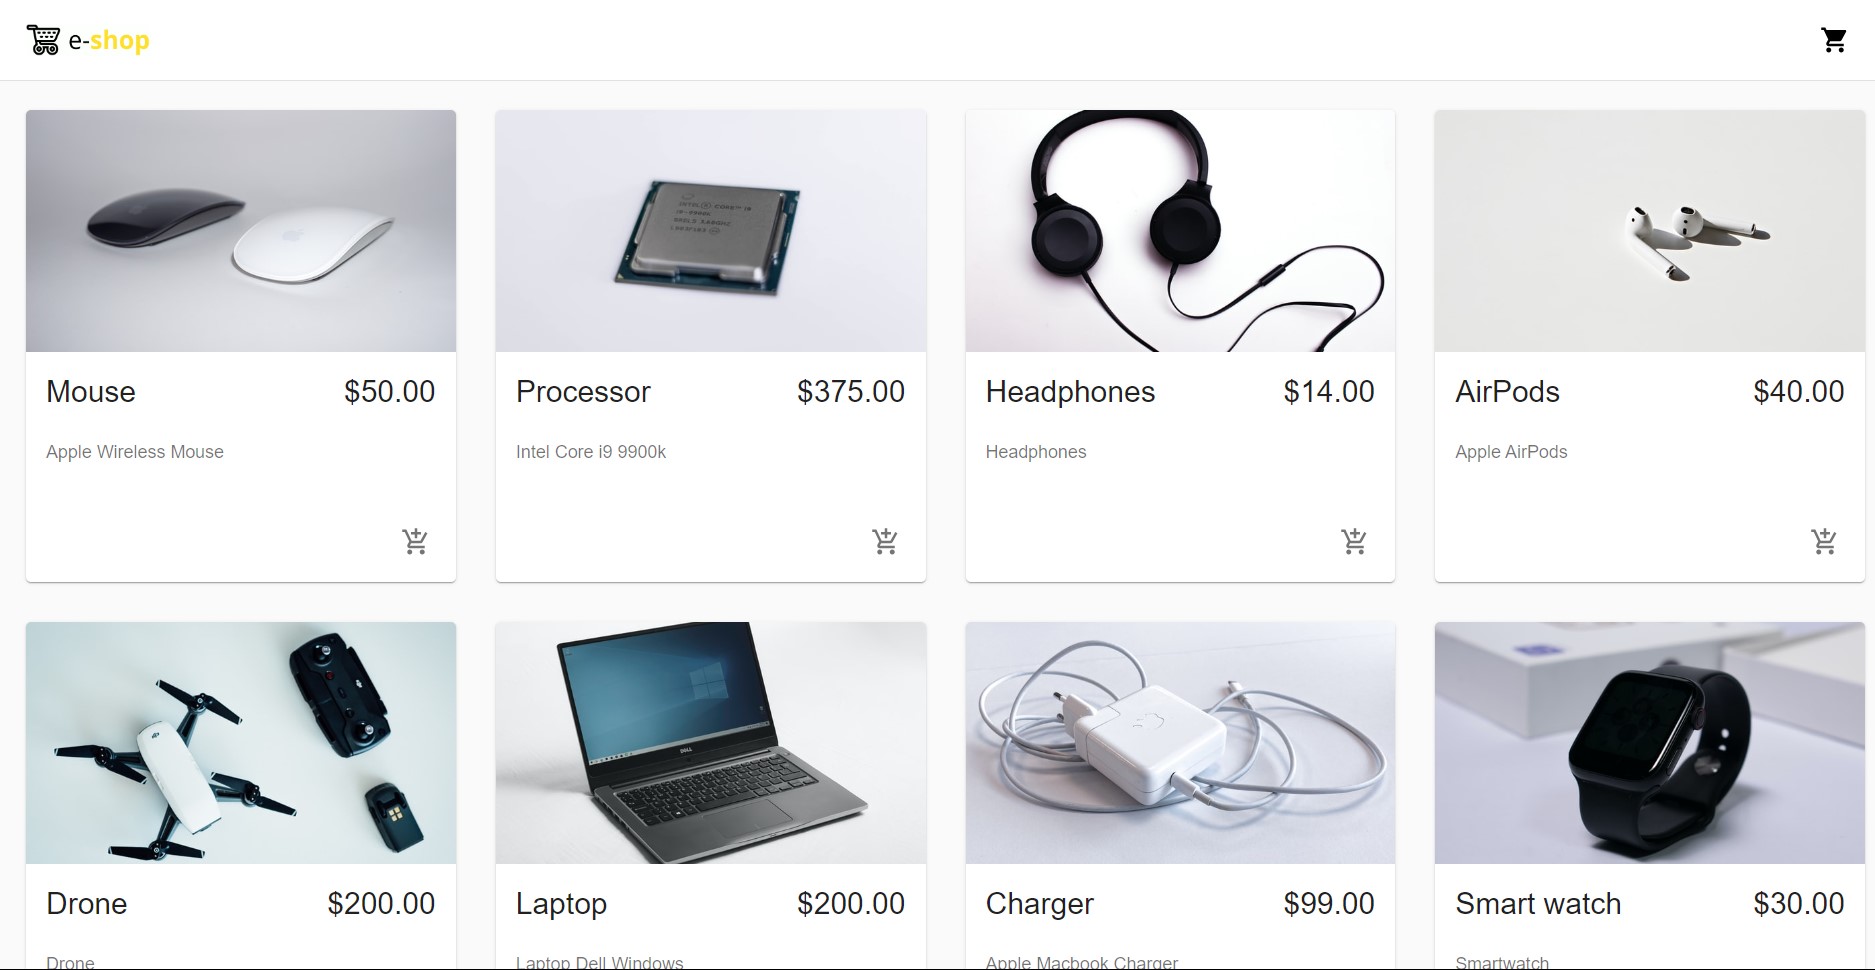 e-shop
Mouse $50.00
Apple Wireless Mouse
Processor $375.00
Intel Core i9 9900k
Headphones $14.00
Headphones
AirPods $40.00
Apple AirPods
Drone $200.00
Drone
Laptop $200.00
Laptop Dell Windows
Charger $99.00
Apple Macbook Charger
Smart watch $30.00
Smartwatch
DELL